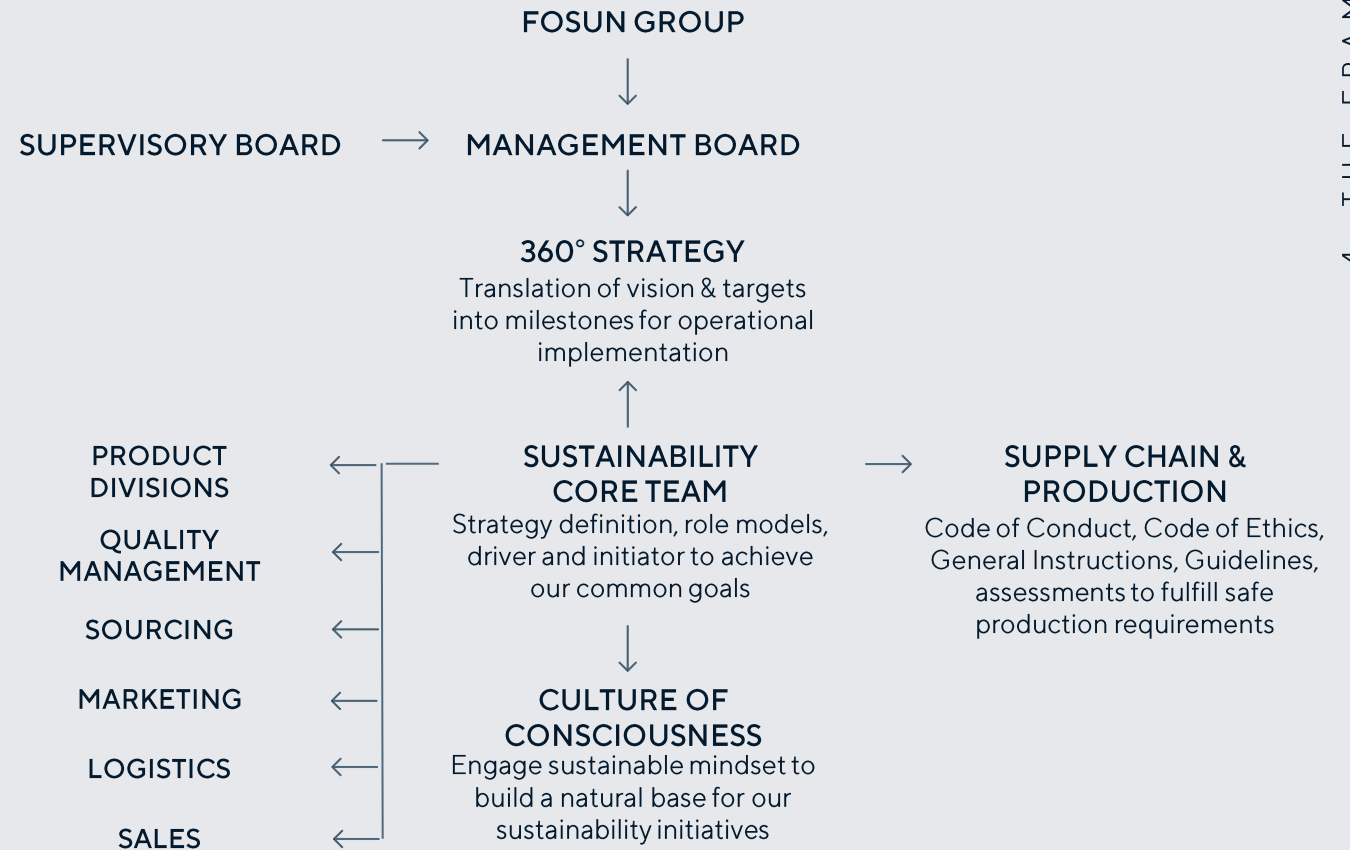 FOSUN GROUP
SUPERVISORY BOARD
MANAGEMENT BOARD
360° STRATEGY
Translation of vision & targets
into milestones for operational
implementation
PRODUCT
DIVISIONS
QUALITY
MANAGEMENT
SOURCING
MARKETING
LOGISTICS
SALES
SUSTAINABILITY
CORE TEAM
Strategy definition, role models,
driver and initiator to achieve
our common goals
CULTURE OF
CONSCIOUSNESS
Engage sustainable mindset to
build a natural base for our
sustainability initiatives
SUPPLY CHAIN &
PRODUCTION
Code of Conduct, Code of Ethics,
General Instructions, Guidelines,
assessments to fulfill safe
production requirements